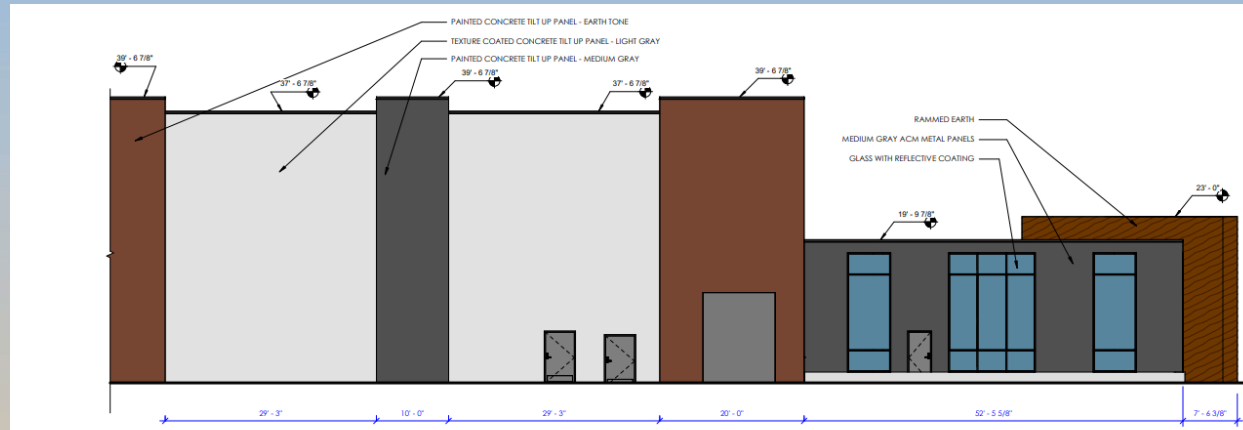 PAINTED CONCRETE TILT UP PANEL - EARTH TONE
TEXTURE COATED CONCRETE TILT UP PANEL - LIGHT GRAY
PAINTED CONCRETE TILT UP PANEL - MEDIUM GRAY
39' - 6 7/8"
37' - 6 7/8"
39' - 6 7/8"
37' - 6 7/8"
39' - 6 7/8"
RAMMED EARTH
MEDIUM GRAY ACM METAL PANELS
GLASS WITH REFLECTIVE COATING
23' - 0"
19' - 9 7/8"
29' - 3"
10' - 0"
29' - 3"
20' - 0"
52' - 5 5/8"
7' - 6 3/8"